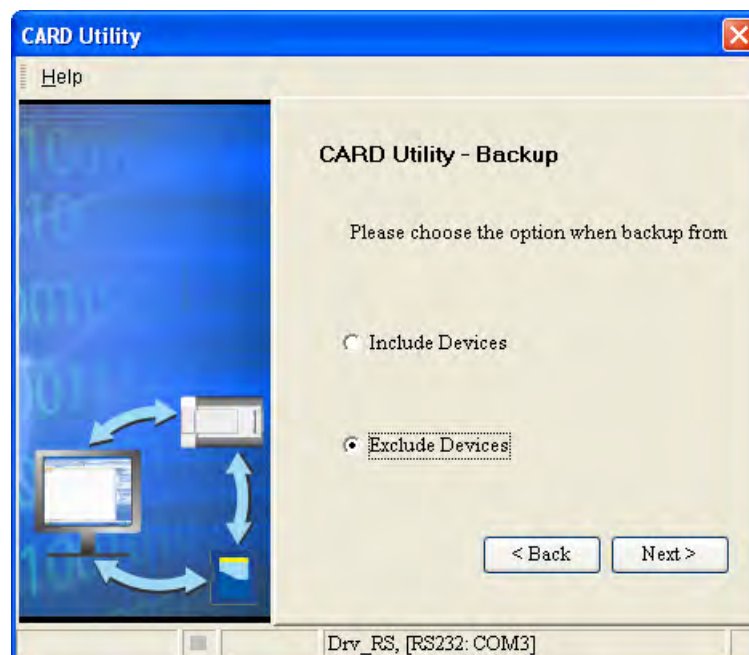 CARD Utility
Help
CARD Utility - Backup
Please choose the option when backup from
Include Devices
Exclude Devices
< Back
Next >
Drv_RS, [RS232: COM3]